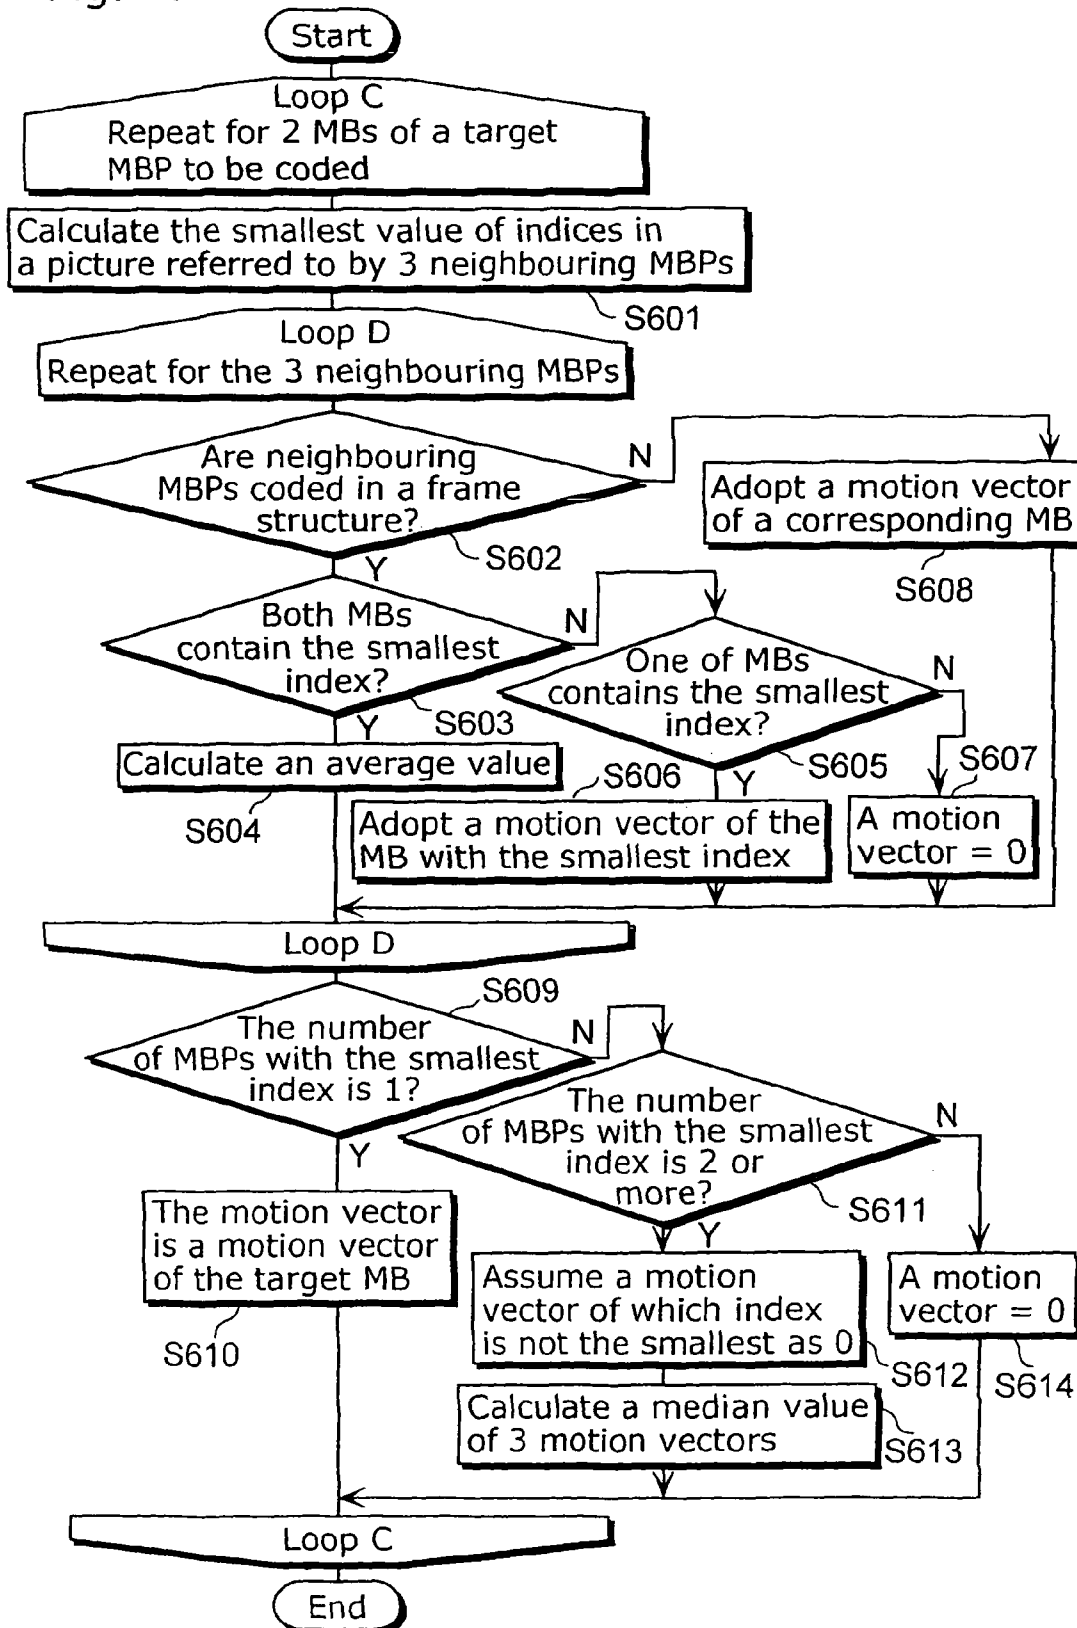 Start
Loop C
Repeat for 2 MBs of a target
MBP to be coded
Calculate the smallest value of indices in
a picture referred to by 3 neighbouring MBPs
S601
Loop D
Repeat for the 3 neighbouring MBPs
Are neighbouring
MBPs coded in a frame
structure?
N
S602
Y
Adopt a motion vector
of a corresponding MB
S608
Both MBs
contain the smallest
index?
N
S603
Y
One of MBs
contains the smallest
index?
N
S605
Y
Calculate an average value
S604
S606
Adopt a motion vector of the
MB with the smallest index
S607
A motion
vector = 0
Loop D
S609
The number
of MBPs with the smallest
index is 1?
N
Y
The number
of MBPs with the smallest
index is 2 or
more?
N
S611
Y
The motion vector
is a motion vector
of the target MB
S610
Assume a motion
vector of which index
is not the smallest as 0
S612
A motion
vector = 0
S614
Calculate a median value
of 3 motion vectors
S613
Loop C
End